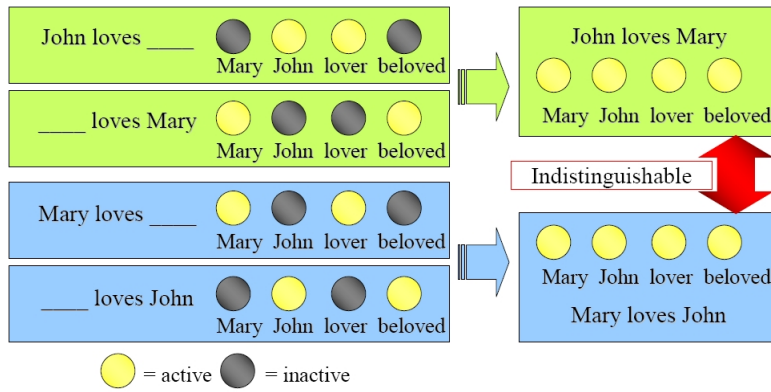 John loves ____
Mary John lover beloved
____ loves Mary
Mary John lover beloved
John loves Mary
Mary John lover beloved
Indistinguishable
Mary loves ____
Mary John lover beloved
____ loves John
Mary John lover beloved
Mary John lover beloved
Mary loves John
= active = inactive